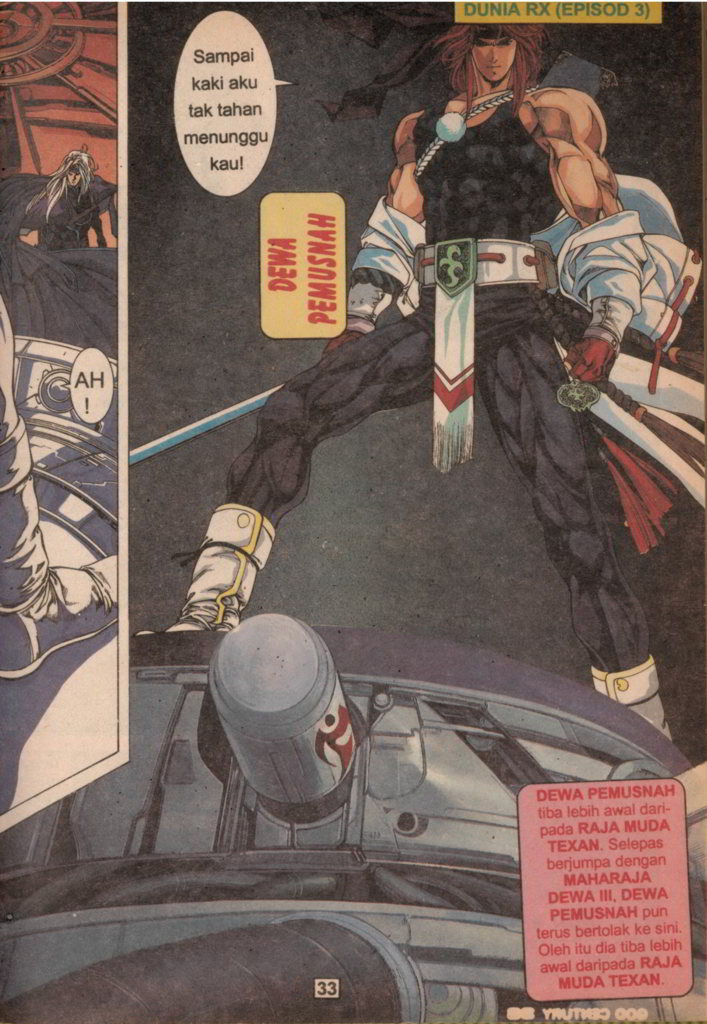 DUNIA RX (EPISOD 3)
Sampai
kaki aku
tak tahan
menunggu
kau!
DEWA
PEMUSNAH
AH
!
DEWA PEMUSNAH
tiba lebih awal dari-
pada RAJA MUDA
TEXAN. Selepas
berjumpa dengan
MAHARAJA
DEWA III, DEWA
PEMUSNAH pun
terus bertolak ke sini.
Oleh itu dia tiba lebih
awal daripada RAJA
MUDA TEXAN.
33